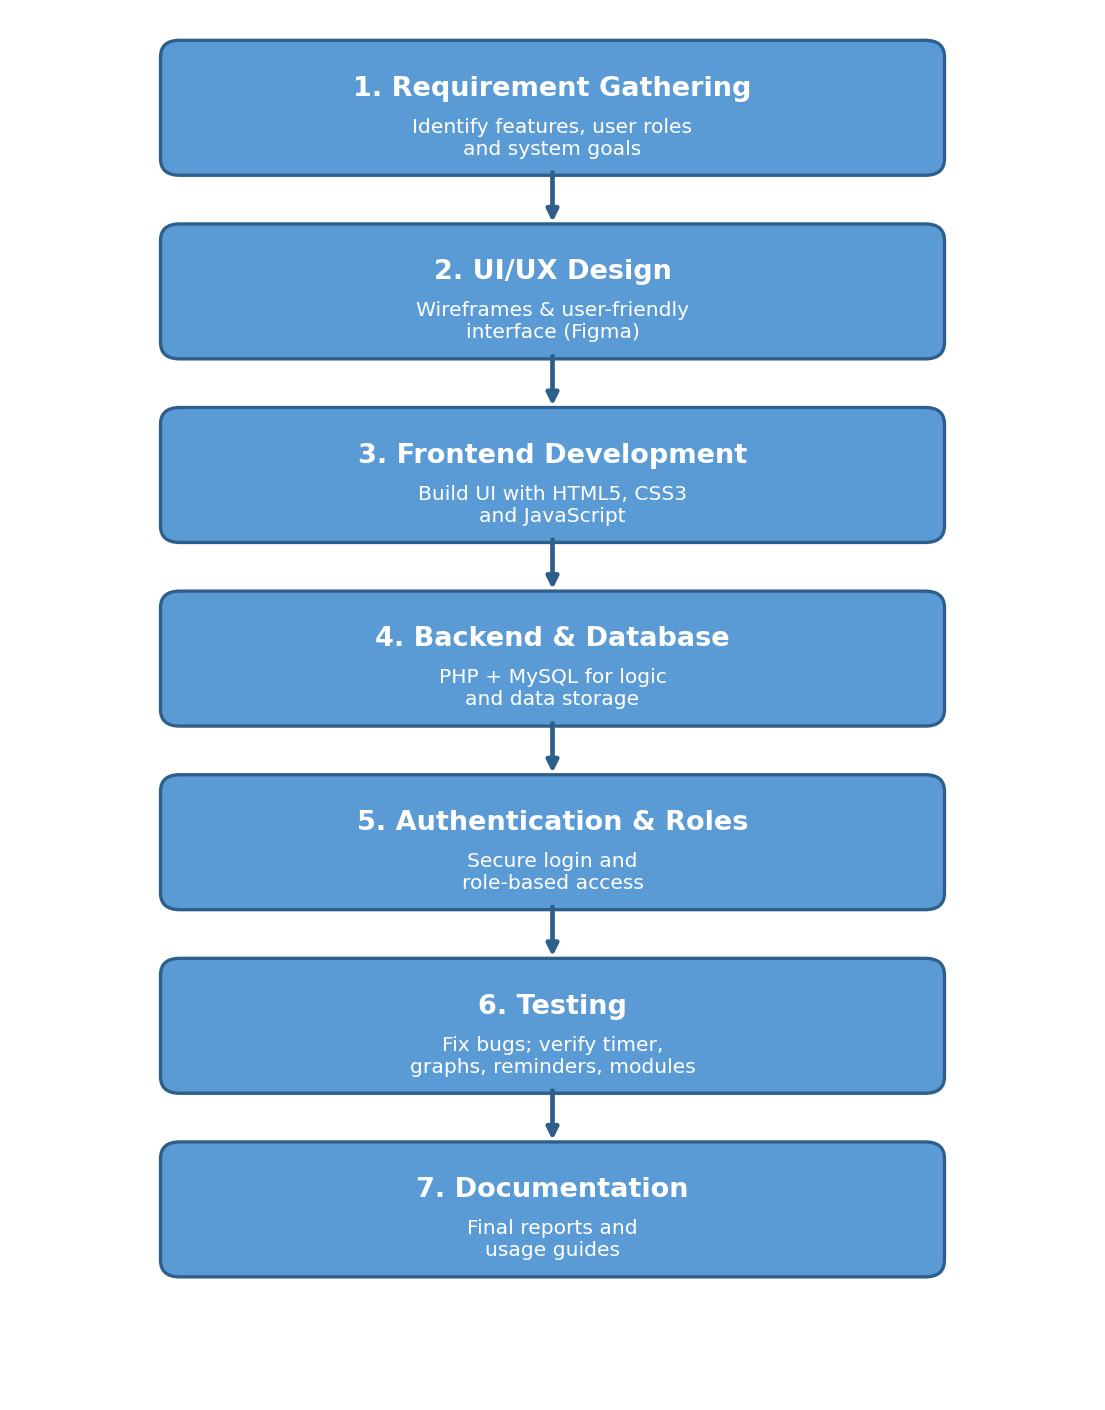 1. Requirement Gathering
Identify features, user roles
and system goals
2. UI/UX Design
Wireframes & user-friendly
interface (Figma)
3. Frontend Development
Build UI with HTML5, CSS3
and JavaScript
4. Backend & Database
PHP + MySQL for logic
and data storage
5. Authentication & Roles
Secure login and
role-based access
6. Testing
Fix bugs; verify timer,
graphs, reminders, modules
7. Documentation
Final reports and
usage guides